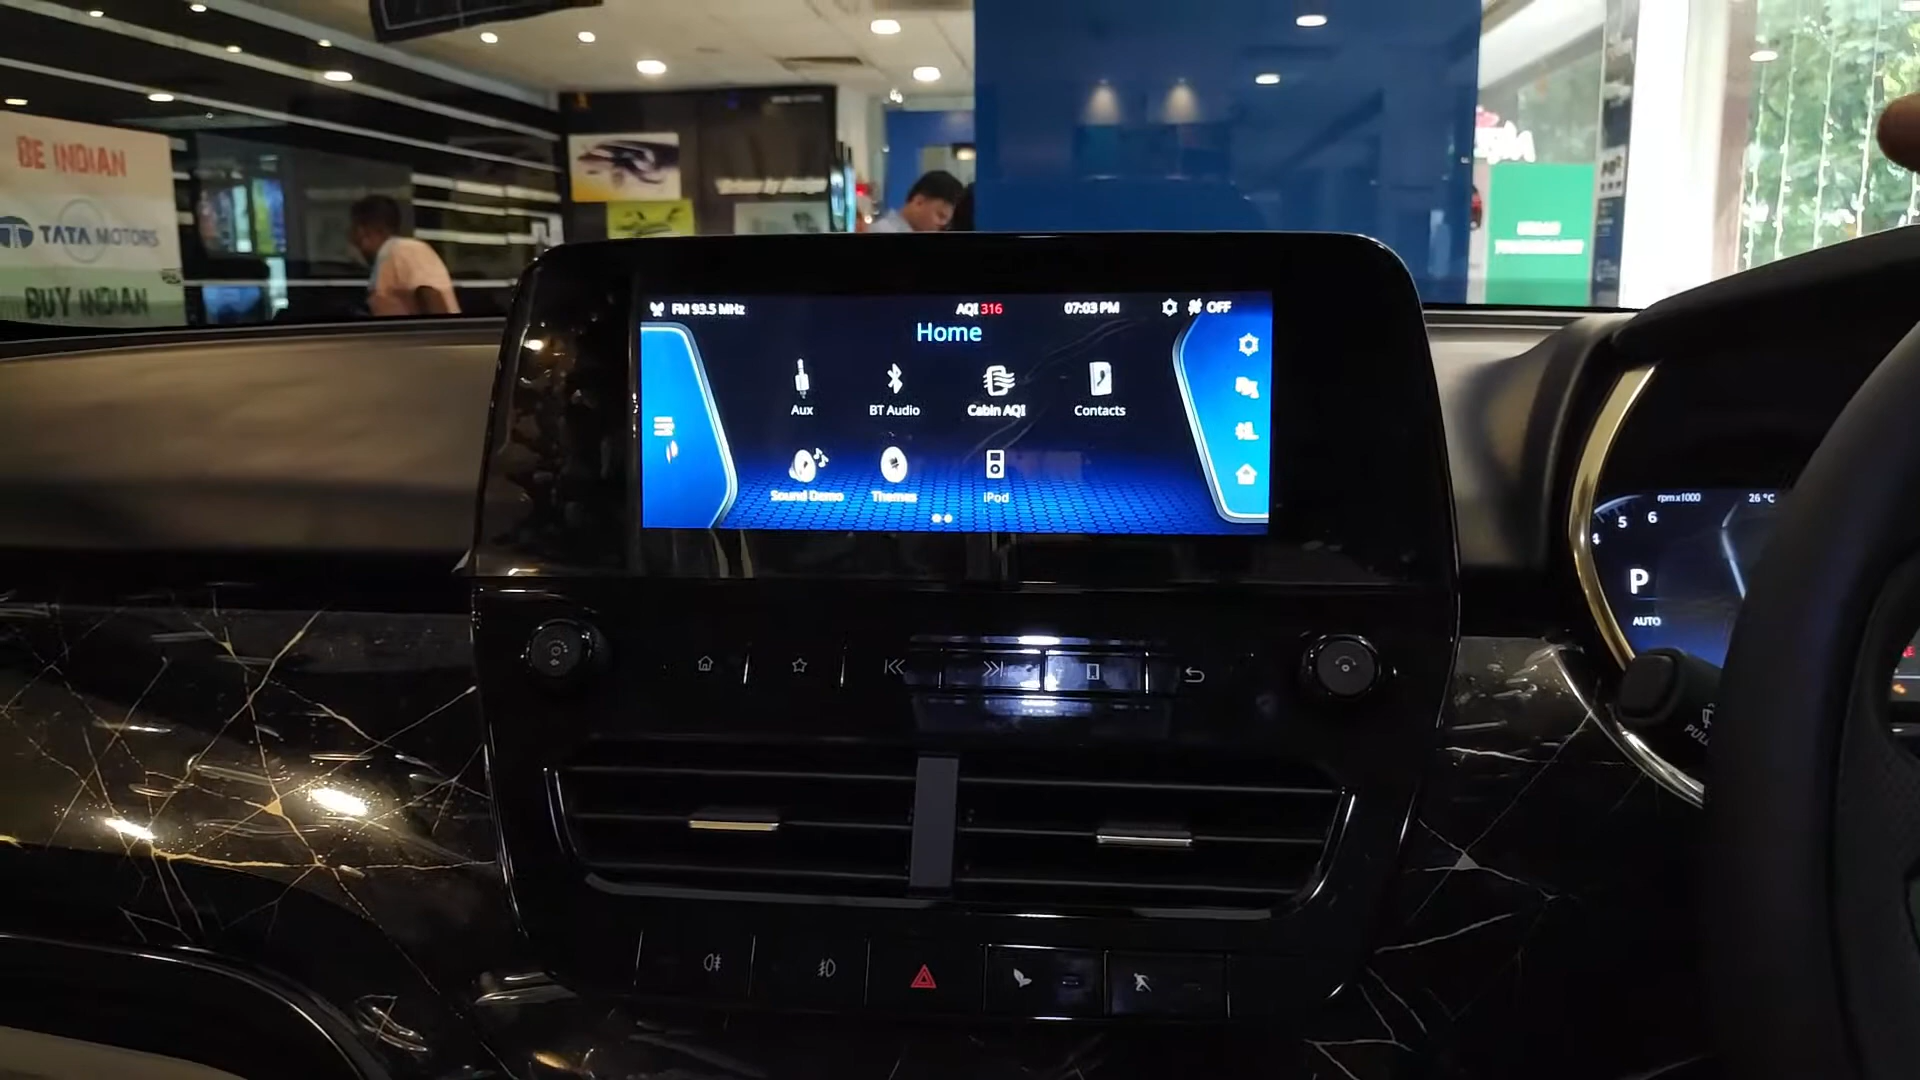 BE INDIAN
TATA MOTORS
BUY INDIAN
FM 93.5 MHz
AQI 316
07:03 PM
OFF
Home
Aux
BT Audio
Cabin AQI
Contacts
Sound Demo
Themes
iPod
rpm x1000
26 °C
4
5
6
P
AUTO